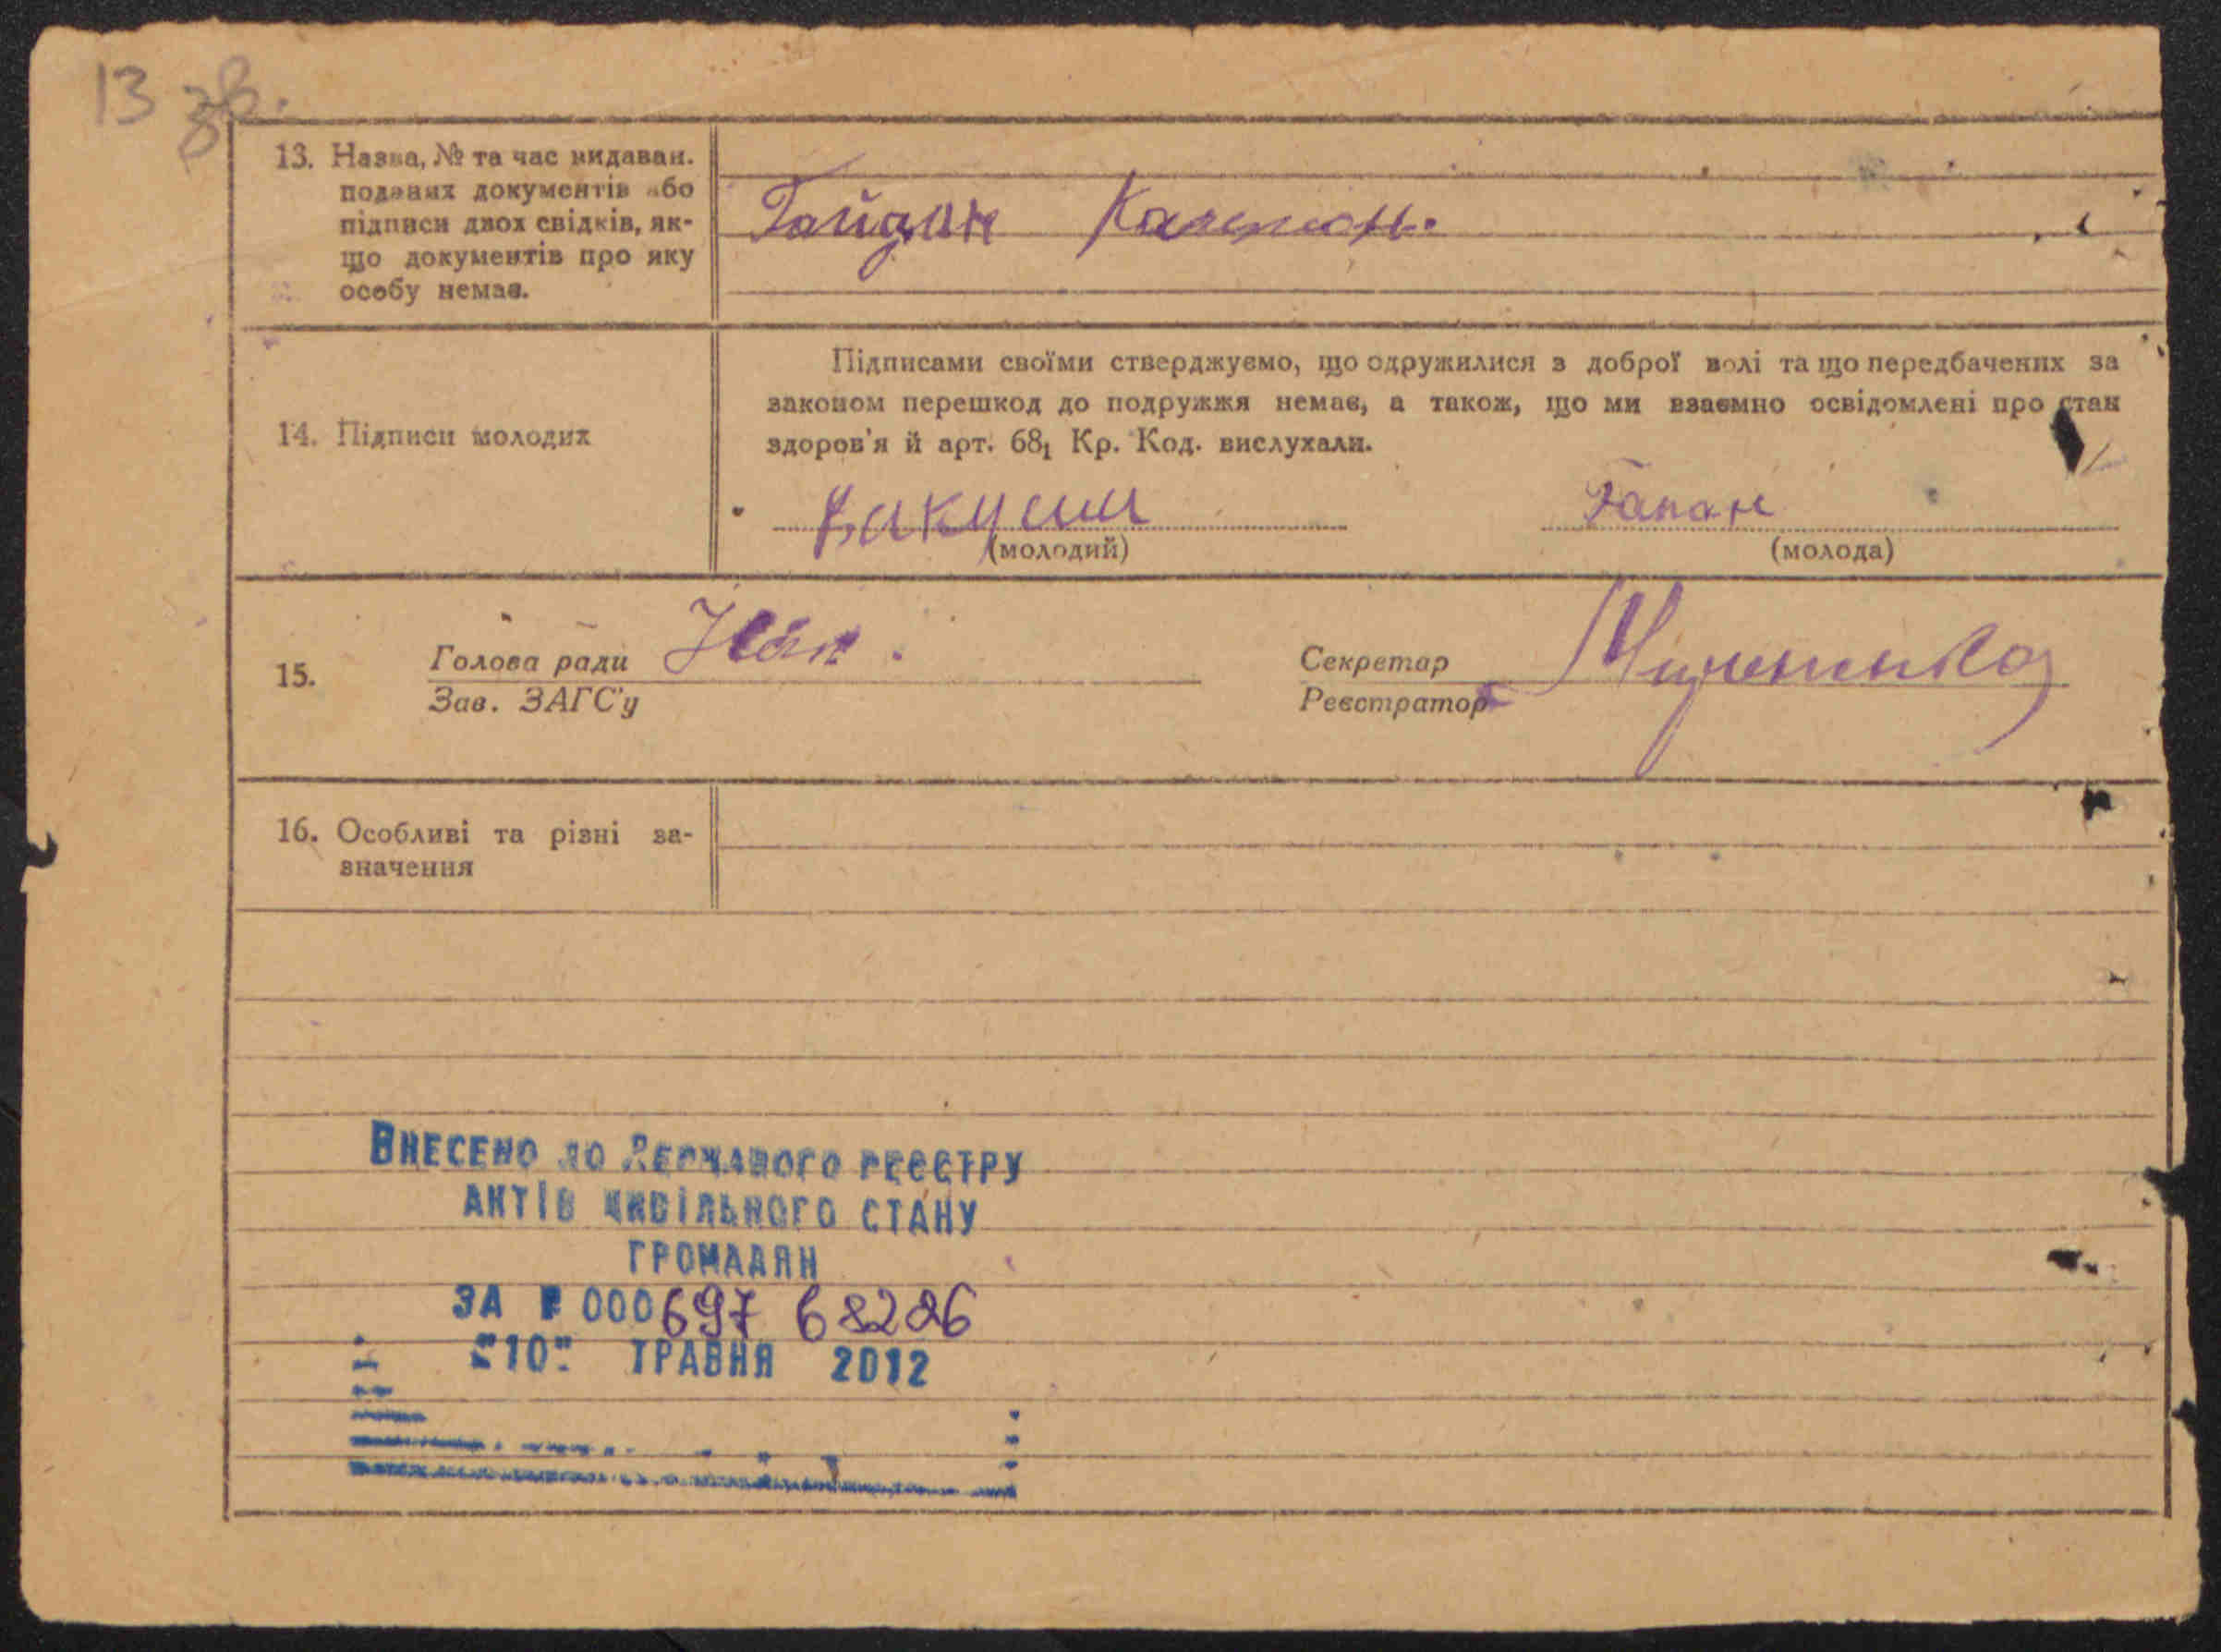 13 зв.
13. Назва, № та час видаван.
поданих документів або
підписи двох свідків, як-
що документів про яку
особу немає.
Гайдан
14. Підписи молодих
Підписами своїми стверджуємо, що одружилися з доброї волі та що передбачених за
законом перешкод до подружжя немає, а також, що ми взаємно освідомлені про стан
здоров'я й арт. 68₁ Кр. Код. вислухали.
(молодий) (молода)
15. Голова ради Секретар
Зав. ЗАГС'у Реєстратор
16. Особливі та різні за-
значення
ВНЕСЕНО ДО ДЕРЖАВНОГО РЕЄСТРУ
АКТІВ ЦИВІЛЬНОГО СТАНУ
ГРОМАДЯН
ЗА № 000697 68226
"10" ТРАВНЯ 2012